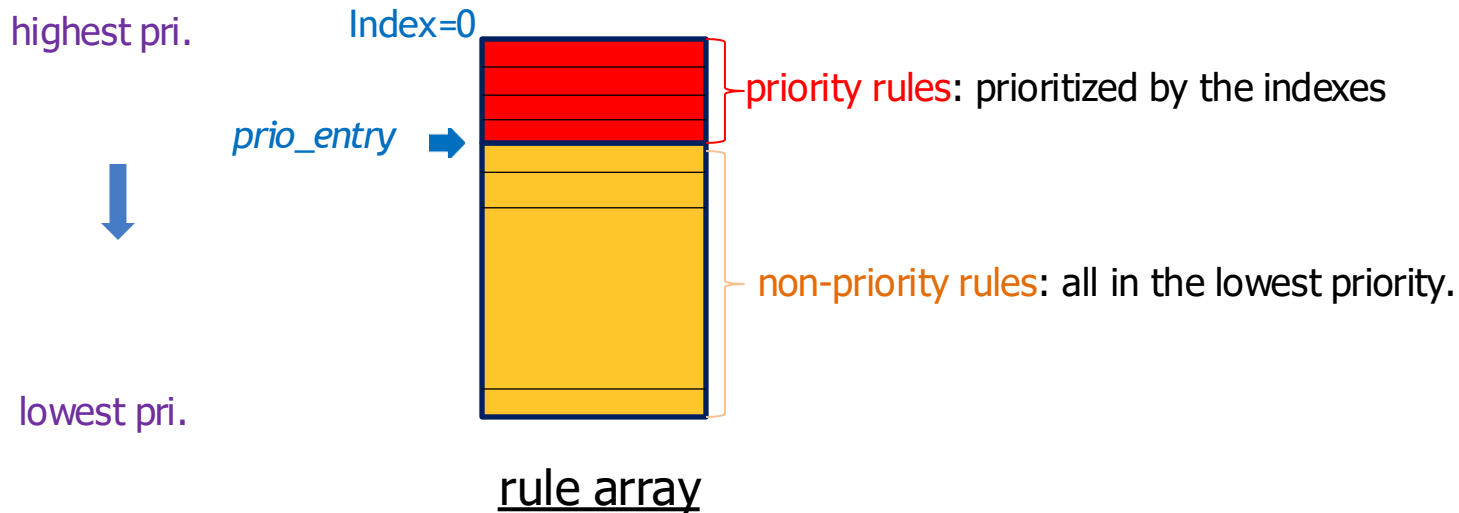 highest pri.
Index=0
priority rules: prioritized by the indexes
prio_entry
non-priority rules: all in the lowest priority.
lowest pri.
rule array